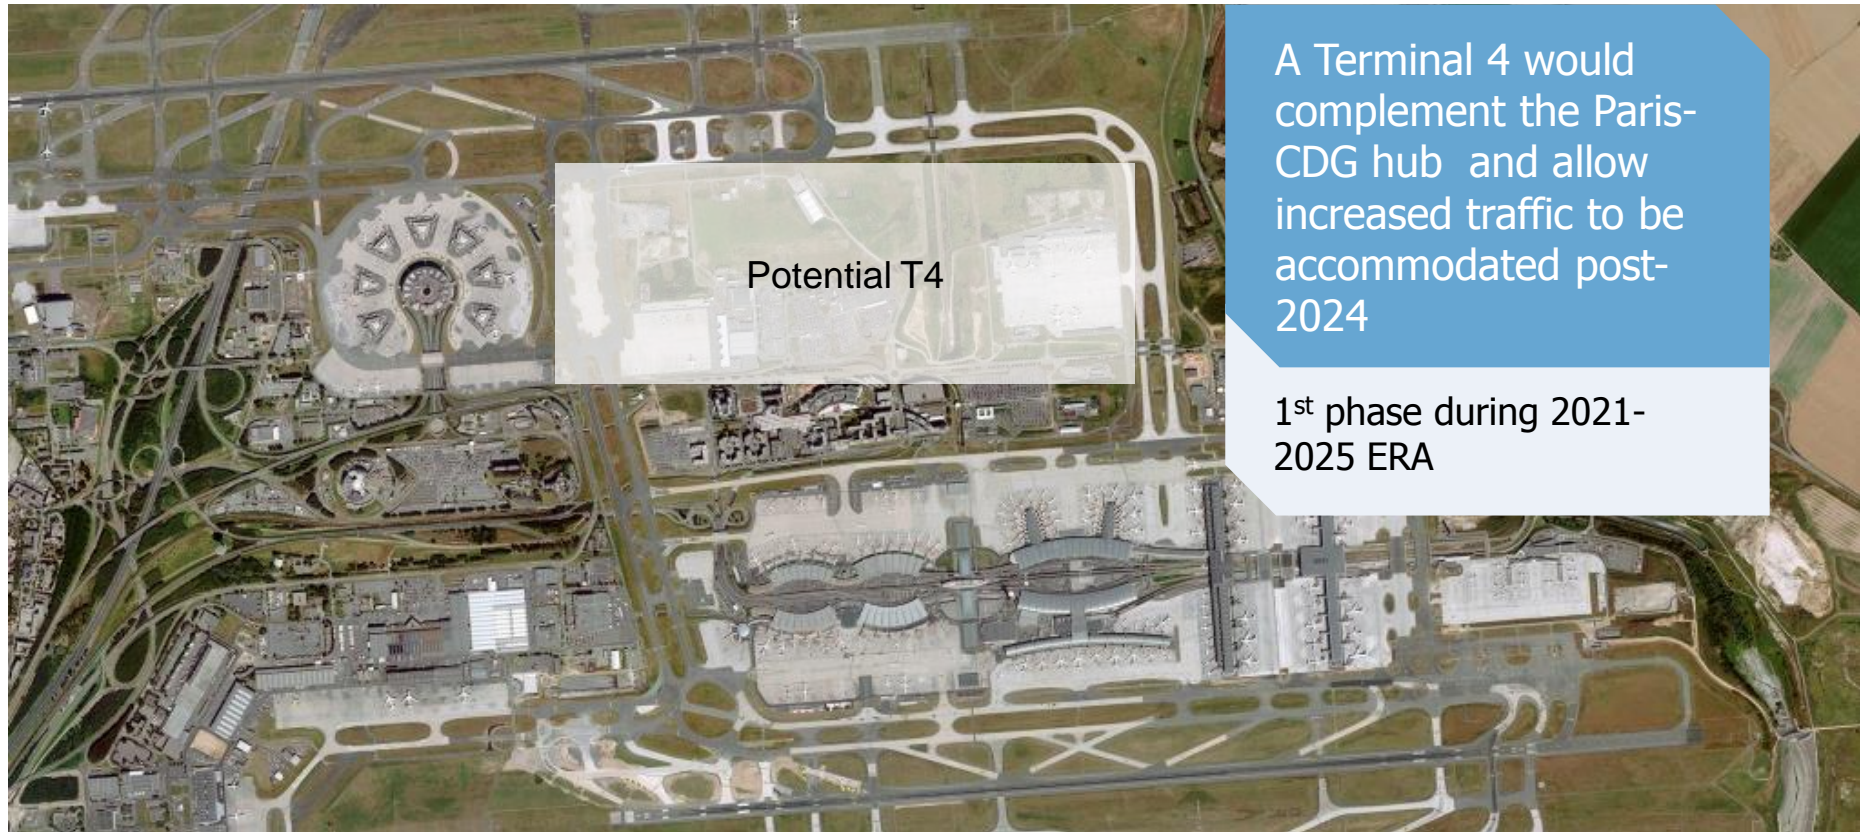 A Terminal 4 would
complement the Paris-
CDG hub  and allow
increased traffic to be
accommodated post-
2024
Potential T4
1st phase during 2021-
2025 ERA